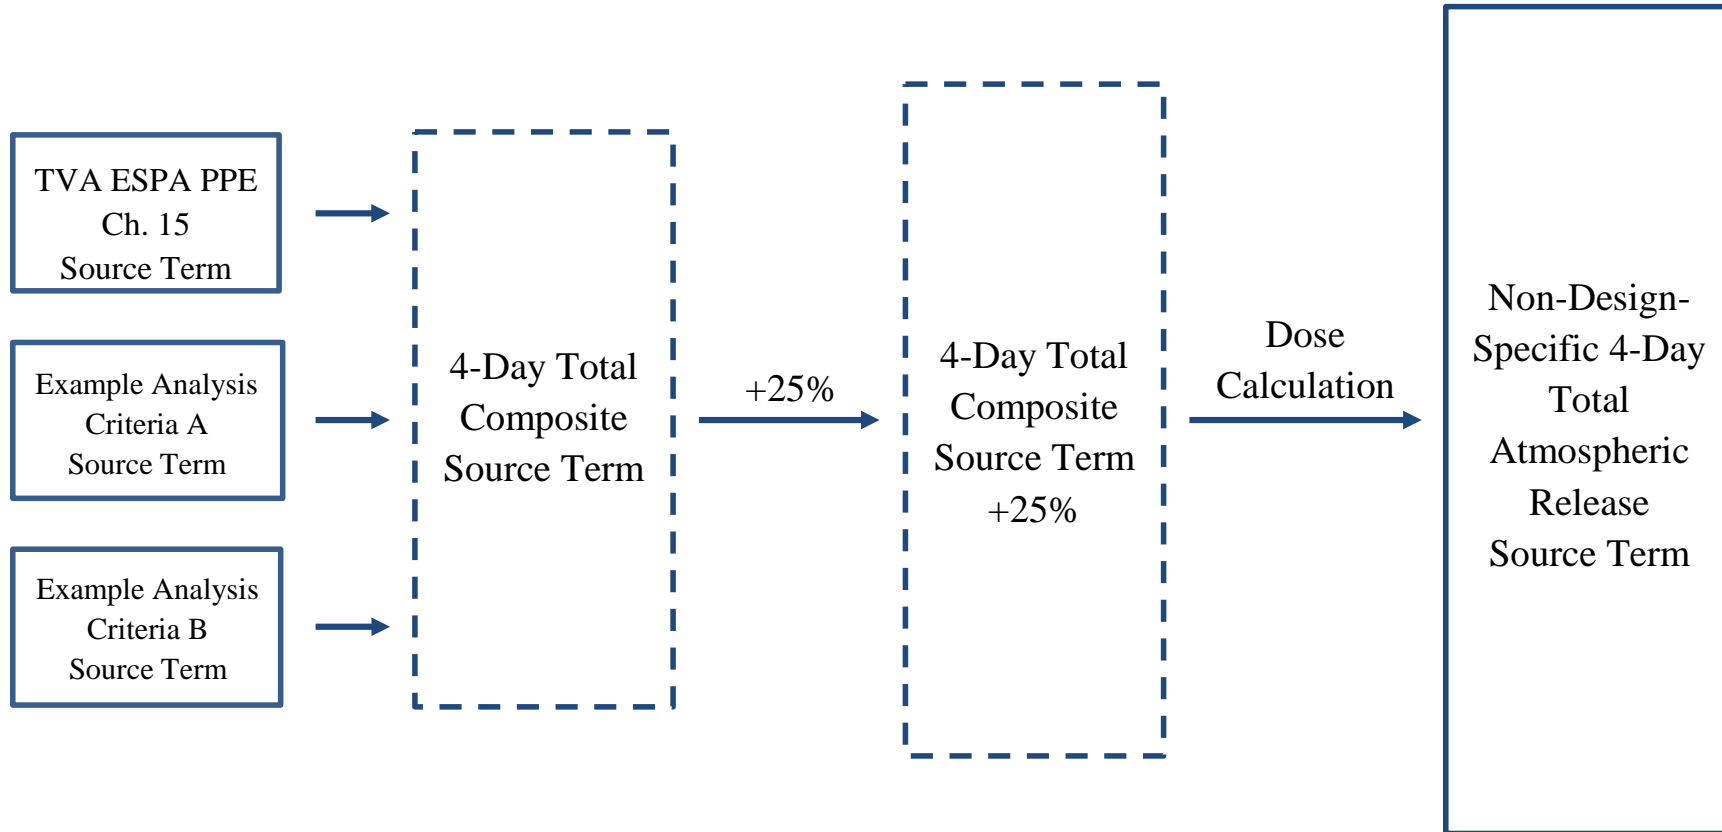 TVA ESPA PPE
Ch. 15
Source Term
Example Analysis
Criteria A
Source Term
Example Analysis
Criteria B
Source Term
4-Day Total
Composite
Source Term
+25%
4-Day Total
Composite
Source Term
+25%
Dose
Calculation
Non-Design-
Specific 4-Day
Total
Atmospheric
Release
Source Term